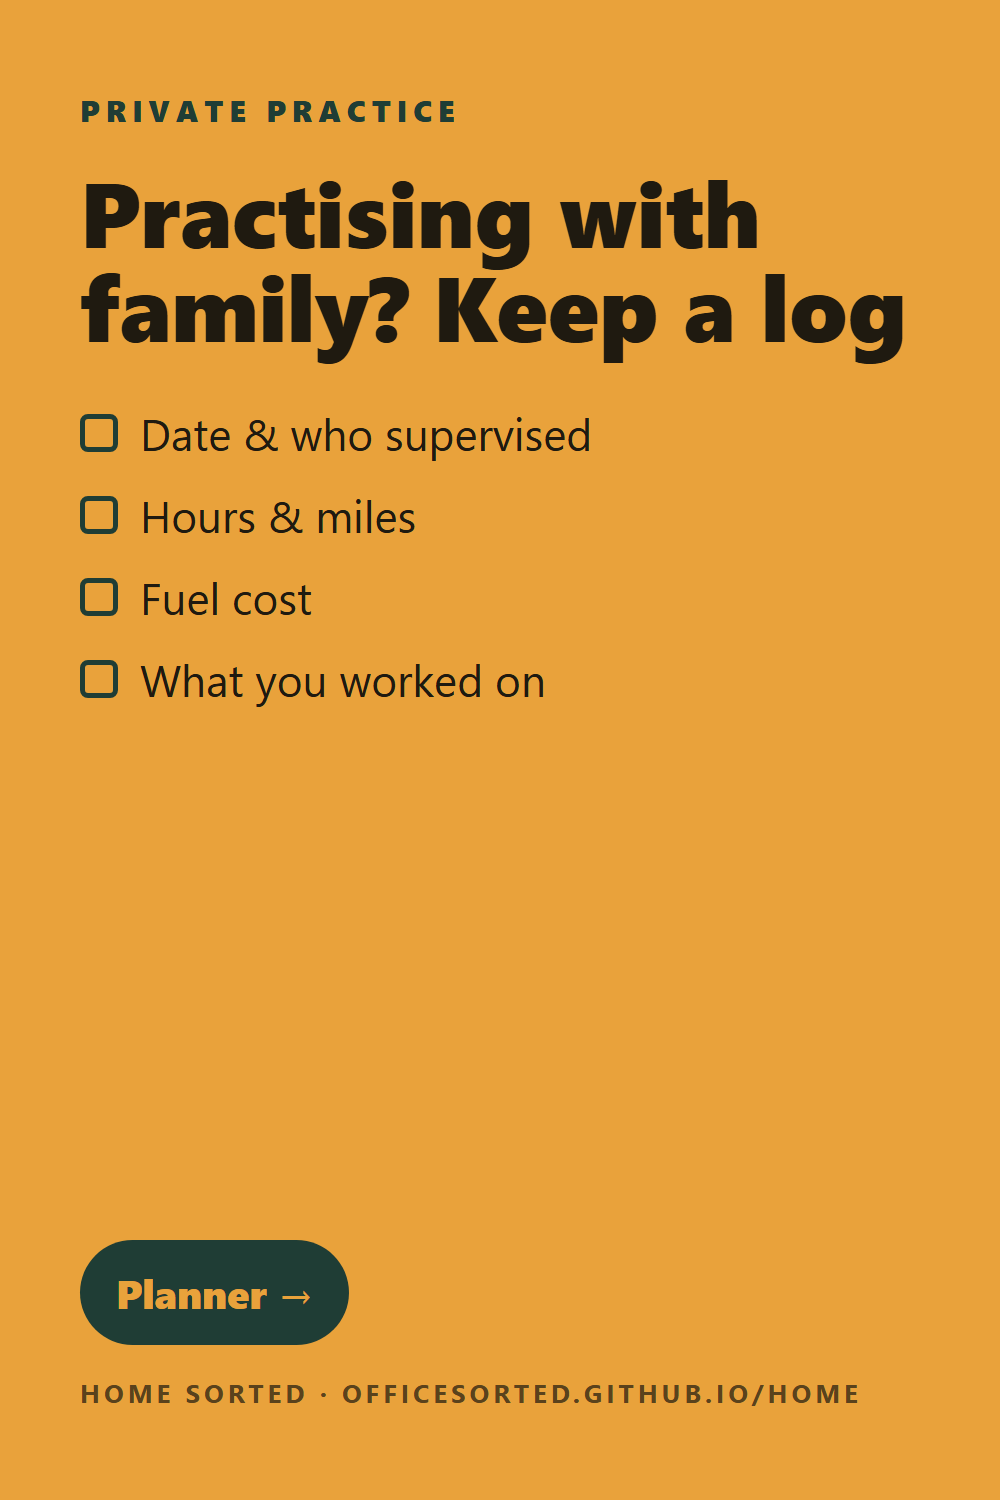 PRIVATE PRACTICE
Practising with
family? Keep a log
Date & who supervised
Hours & miles
Fuel cost
What you worked on
Planner →
HOME SORTED · OFFICESORTED.GITHUB.IO/HOME